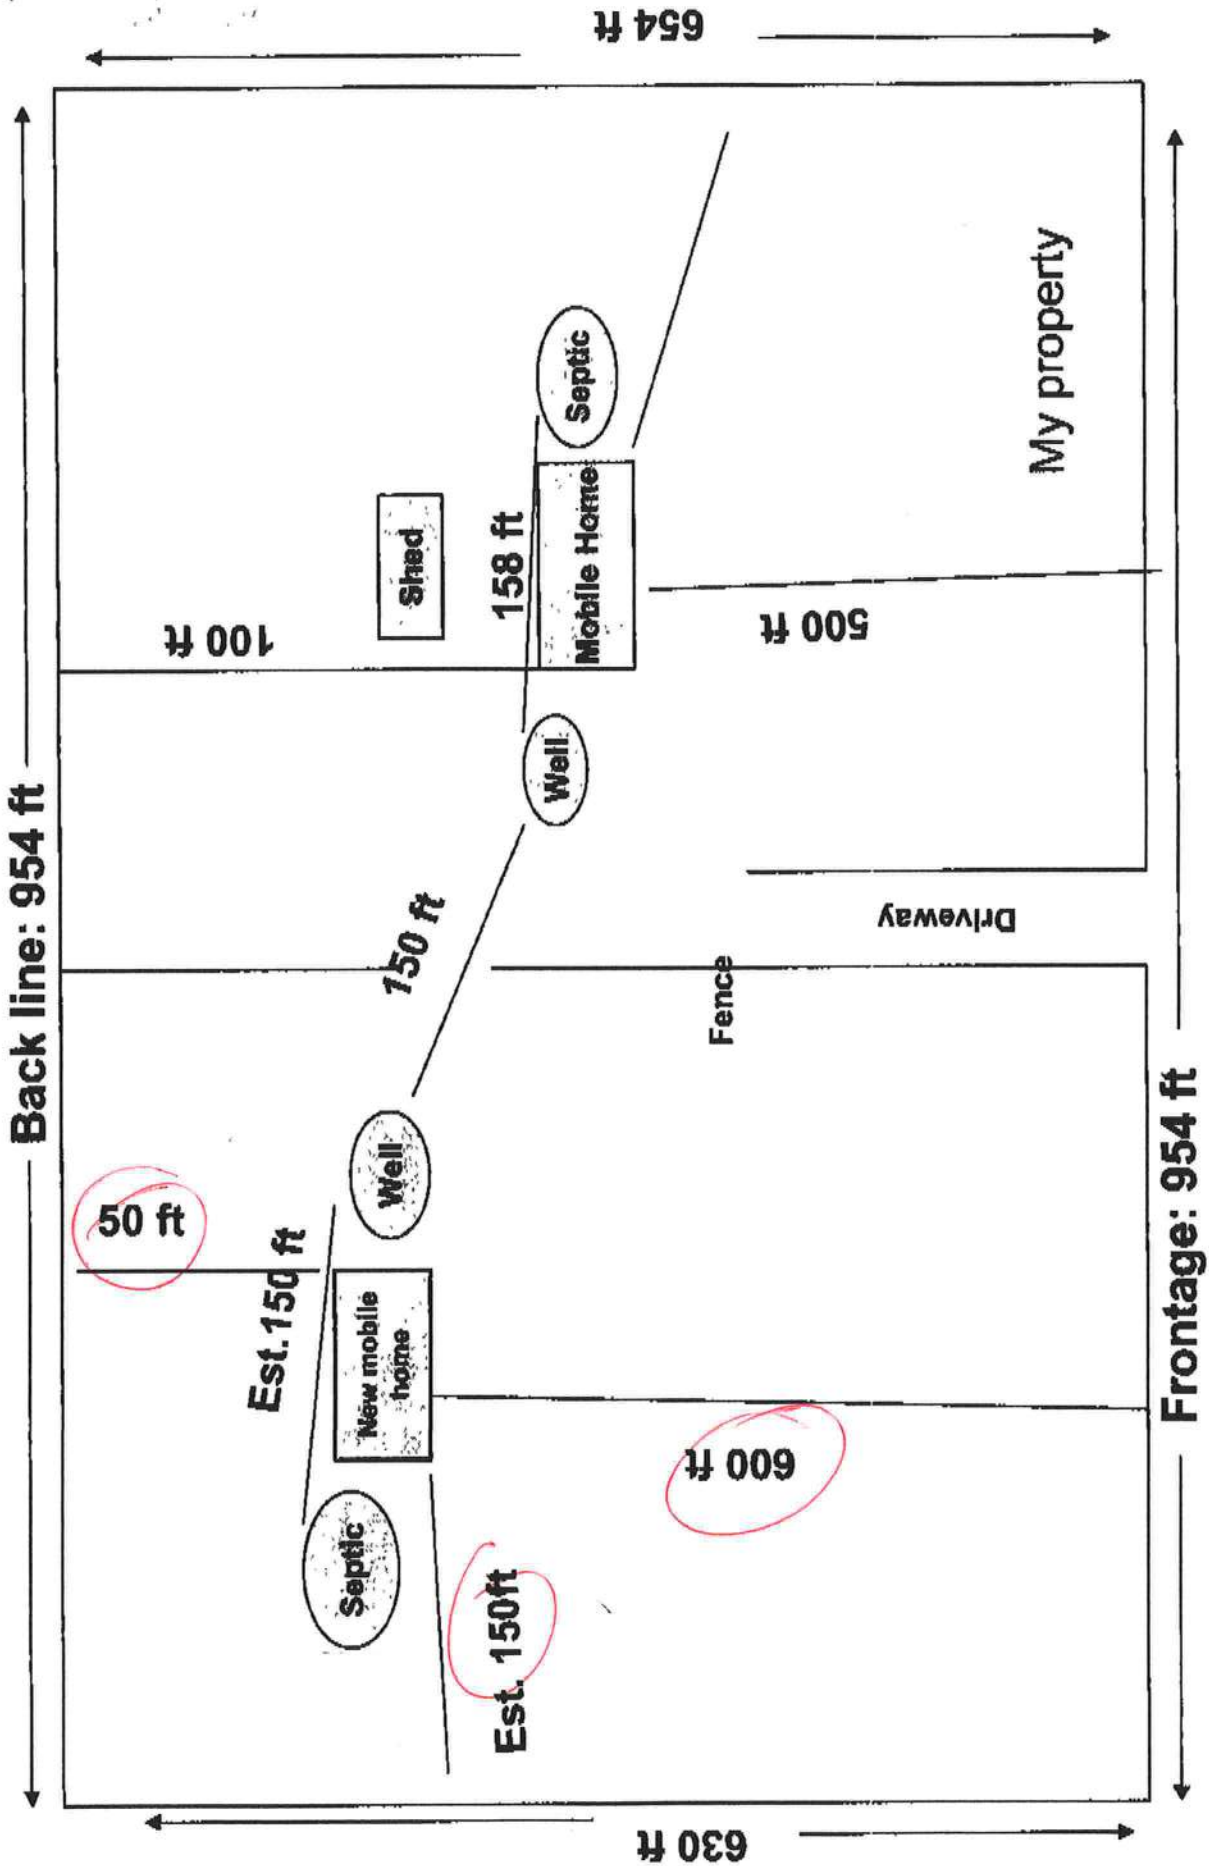 Back line: 954 ft
654 ft
630 ft
100 ft
50 ft
Shed
158 ft
Septic
Mobile Home
Well
150 ft
Well
Est.150 ft
New mobile
home
Septic
Est. 150ft
600 ft
500 ft
Fence
Driveway
My property
Frontage: 954 ft